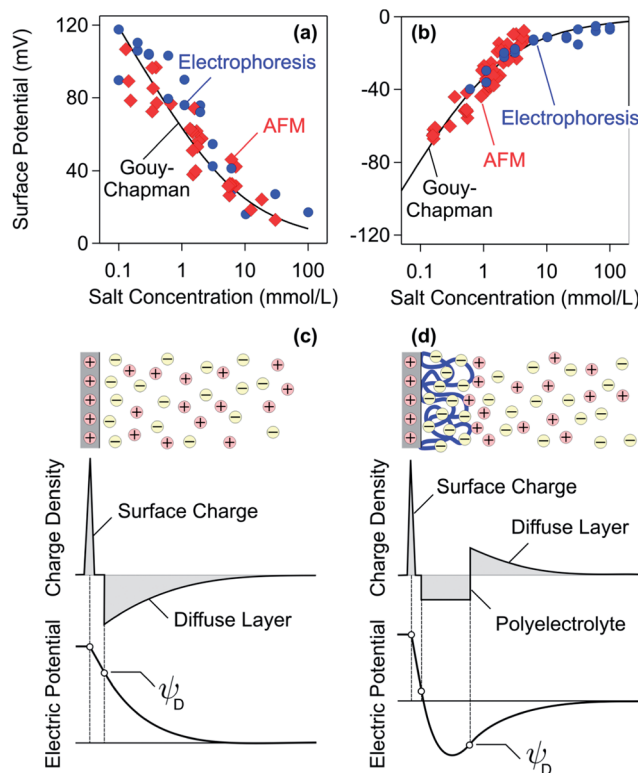 (a)
(b)
Surface Potential (mV)
120
80
40
0
Electrophoresis
AFM
Gouy-
Chapman
0.1
1
10
100
Salt Concentration (mmol/L)
0
-40
-80
-120
Electrophoresis
AFM
Gouy-
Chapman
0.1
1
10
100
Salt Concentration (mmol/L)
(c)
Charge Density
Surface Charge
Diffuse Layer
Electric Potential
ψD
(d)
Charge Density
Surface Charge
Diffuse Layer
Polyelectrolyte
Electric Potential
ψD